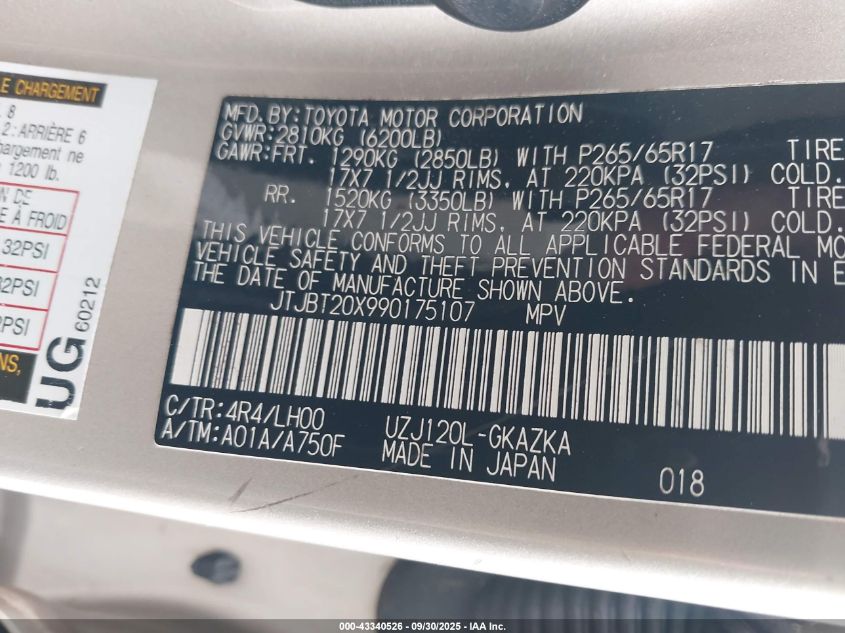 LE CHARGEMENT
8
2:ARRIÈRE 6
chargement ne
1200 lb.
DE
E À FROID
32PSI
32PSI
PSI
NS,
UG 60212
MFD.BY:TOYOTA MOTOR CORPORATION
GVWR:2810KG (6200LB)
GAWR:FRT. 1290KG (2850LB) WITH P265/65R17 TIRE
17X7 1/2JJ RIMS, AT 220KPA (32PSI) COLD.
RR. 1520KG (3350LB) WITH P265/65R17 TIRE
17X7 1/2JJ RIMS, AT 220KPA (32PSI) COLD.
THIS VEHICLE CONFORMS TO ALL APPLICABLE FEDERAL MO
VEHICLE SAFETY AND THEFT PREVENTION STANDARDS IN E
THE DATE OF MANUFACTURE SHOWN ABOVE.
JTJBT20X990175107 MPV
C/TR:4R4/LH00 UZJ120L-GKAZKA
A/TM:A01A/A750F MADE IN JAPAN 018
000-43340526 — 09/30/2025 — IAA Inc.